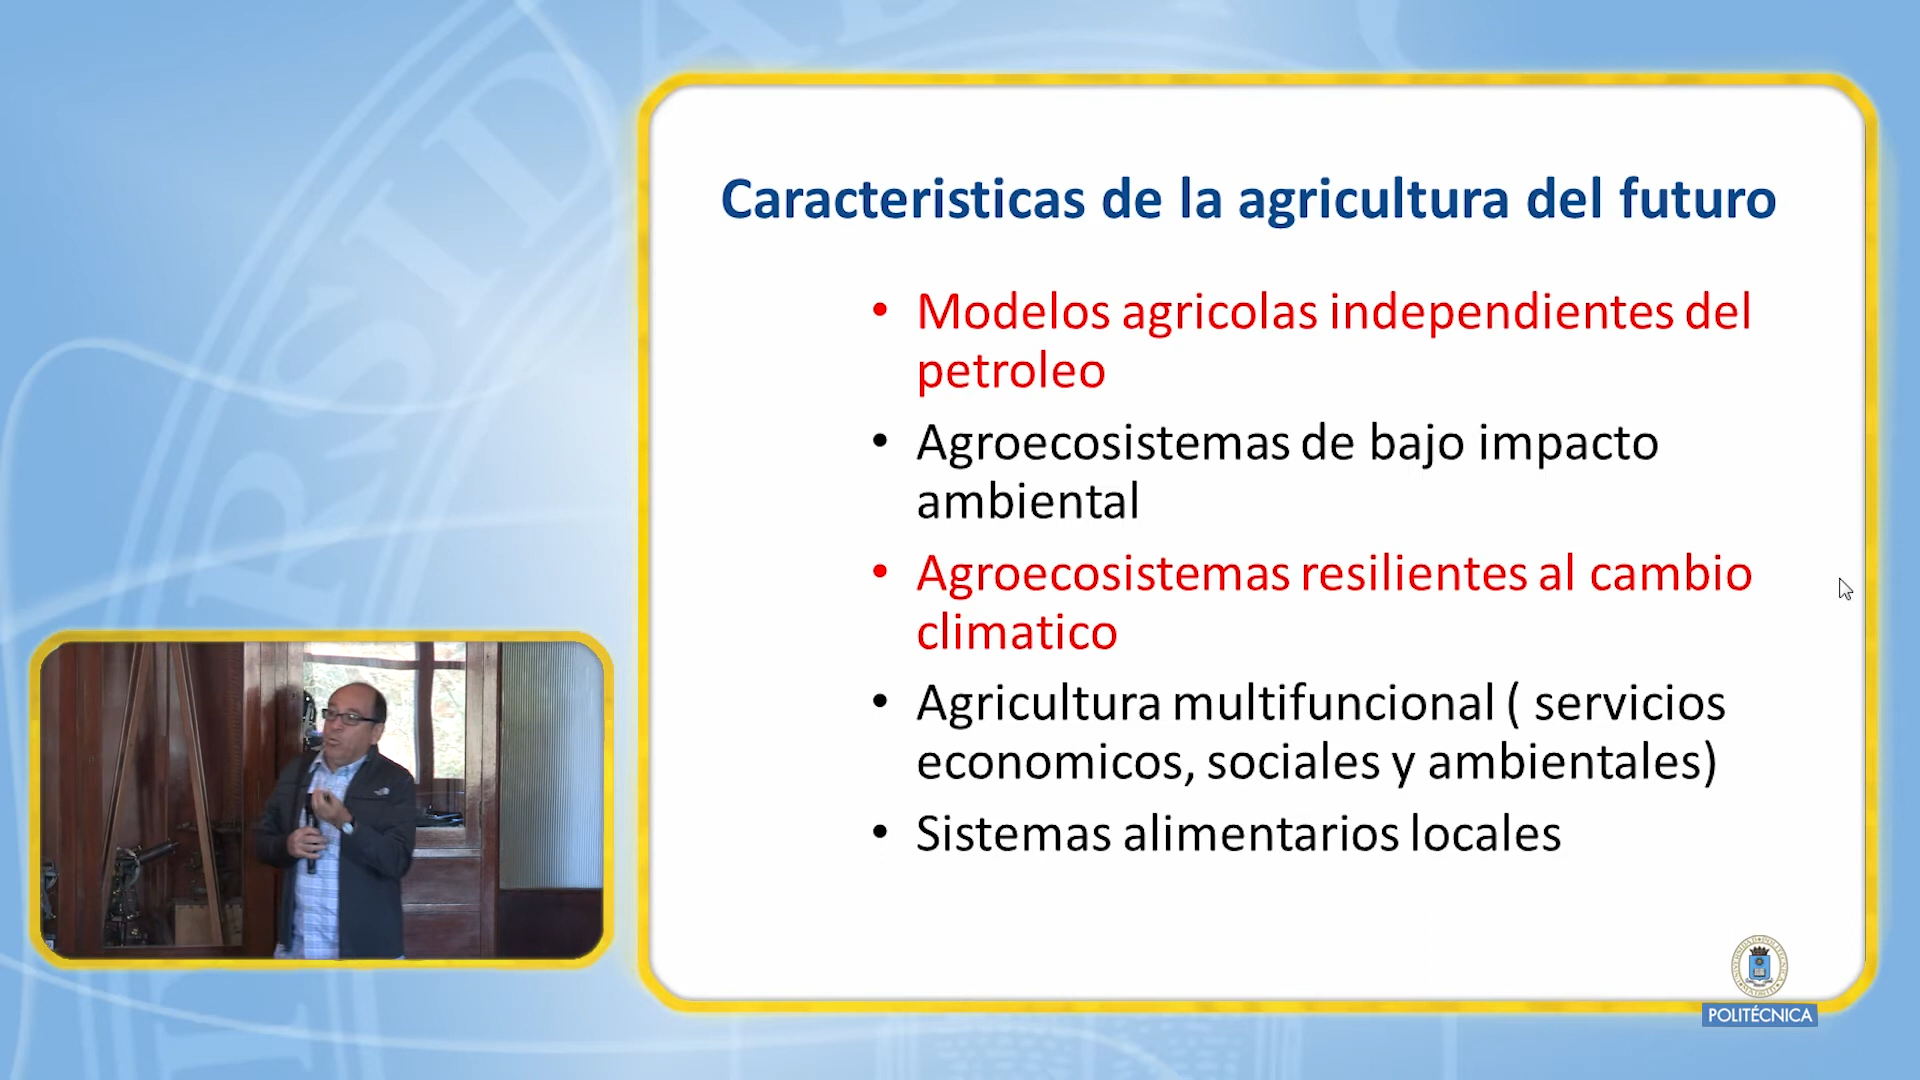 Caracteristicas de la agricultura del futuro
• Modelos agricolas independientes del
petroleo
• Agroecosistemas de bajo impacto
ambiental
• Agroecosistemas resilientes al cambio
climatico
• Agricultura multifuncional ( servicios
economicos, sociales y ambientales)
• Sistemas alimentarios locales
POLITÉCNICA